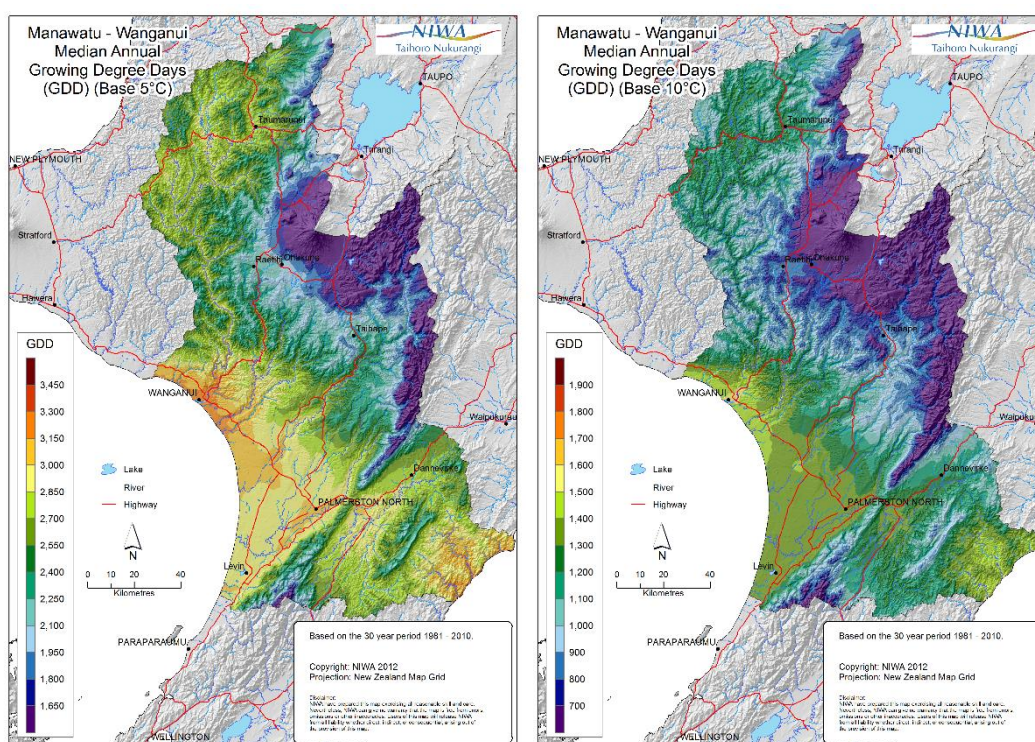 Manawatu - Wanganui
Median Annual
Growing Degree Days
(GDD) (Base 5°C)
NIWA
Taihoro Nukurangi
TAUPO
Taumarunui
NEW PLYMOUTH
Turangi
Stratford
Raetihi
Ohakune
Hawera
Taihape
GDD
3,450
3,300
3,150
3,000
2,850
2,700
2,550
2,400
2,250
2,100
1,950
1,800
1,650
WANGANUI
Waipukurau
Lake
River
Highway
Dannevirke
PALMERSTON NORTH
N
Levin
0 20 40
Kilometres
PARAPARAUMU
WELLINGTON
Based on the 30 year period 1981 - 2010.
Copyright: NIWA 2012
Projection: New Zealand Map Grid
Disclaimer:
Manawatu - Wanganui
Median Annual
Growing Degree Days
(GDD) (Base 10°C)
NIWA
Taihoro Nukurangi
TAUPO
Taumarunui
NEW PLYMOUTH
Turangi
Stratford
Raetihi
Ohakune
Hawera
Taihape
GDD
1,900
1,800
1,700
1,600
1,500
1,400
1,300
1,200
1,100
1,000
900
800
700
WANGANUI
Waipukurau
Lake
River
Highway
Dannevirke
PALMERSTON NORTH
N
Levin
0 20 40
Kilometres
PARAPARAUMU
WELLINGTON
Based on the 30 year period 1981 - 2010.
Copyright: NIWA 2012
Projection: New Zealand Map Grid
Disclaimer: